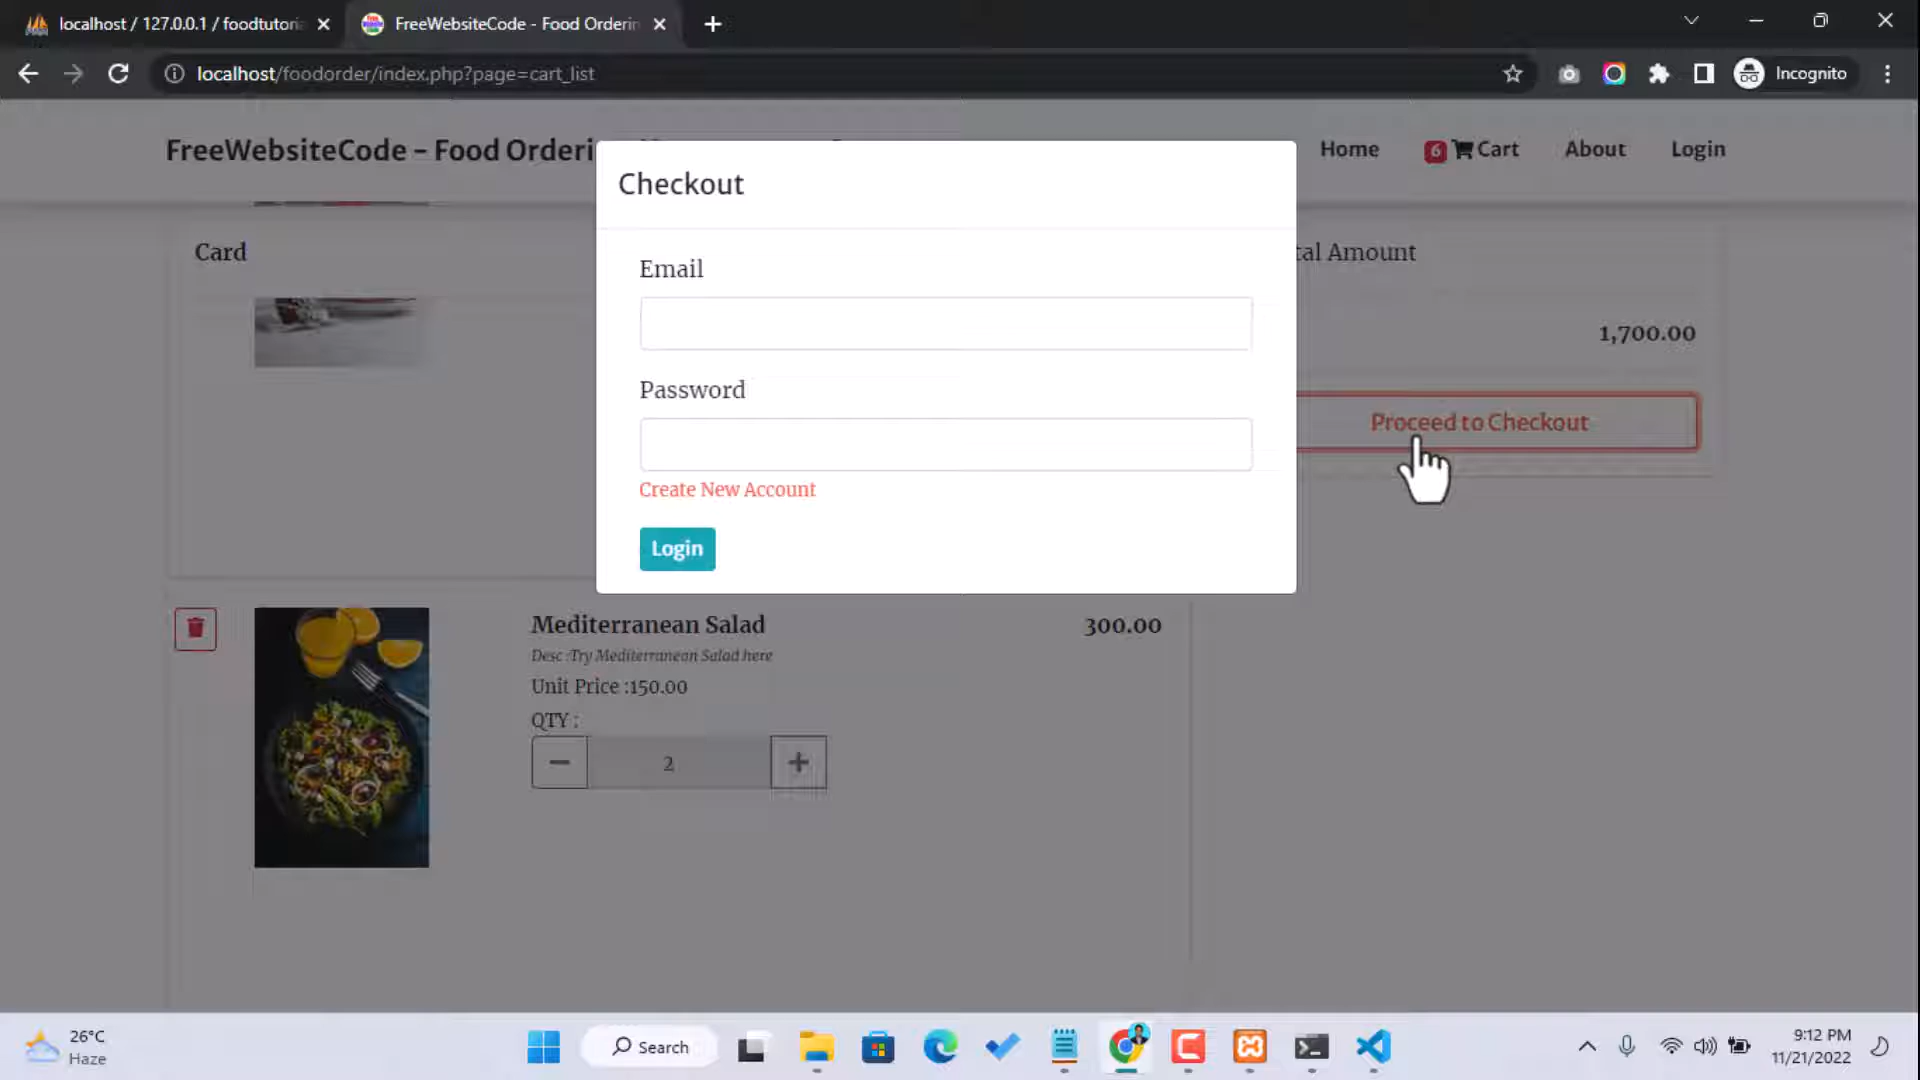 localhost / 127.0.0.1 / foodtutoria
FreeWebsiteCode - Food Orderin
localhost/foodorder/index.php?page=cart_list
Incognito
FreeWebsiteCode - Food Orderi
Home
6 Cart
About
Login
Checkout
Email
Password
Create New Account
Login
Card
tal Amount
1,700.00
Proceed to Checkout
Mediterranean Salad
300.00
Desc :Try Mediterranean Salad here
Unit Price :150.00
QTY :
2
26°C
Haze
Search
9:12 PM
11/21/2022